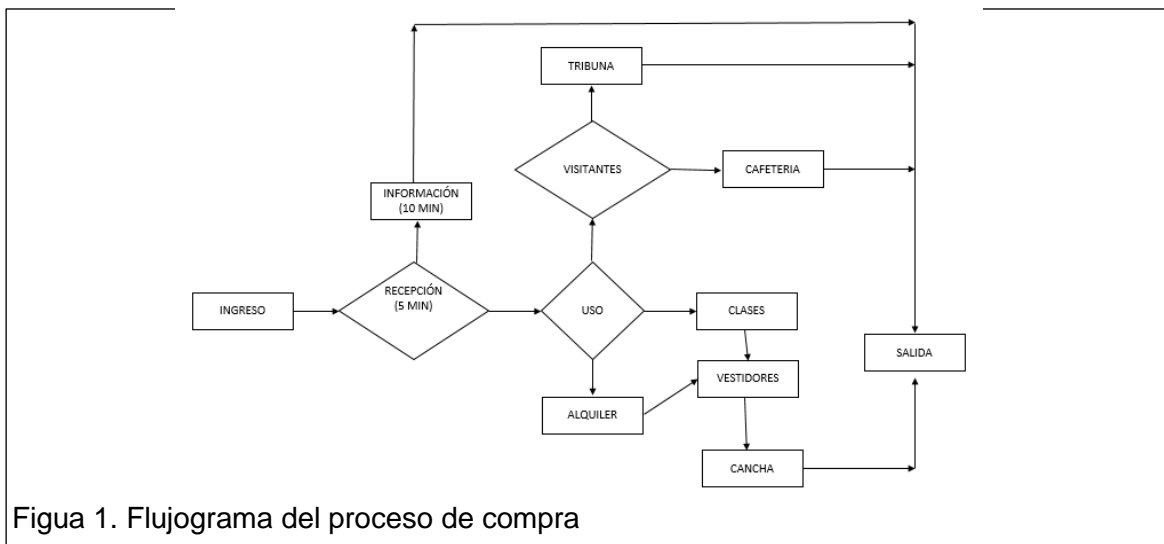 TRIBUNA
VISITANTES
CAFETERIA
INFORMACIÓN
(10 MIN)
RECEPCIÓN
(5 MIN)
INGRESO
USO
CLASES
SALIDA
VESTIDORES
ALQUILER
CANCHA
Figua 1. Flujograma del proceso de compra